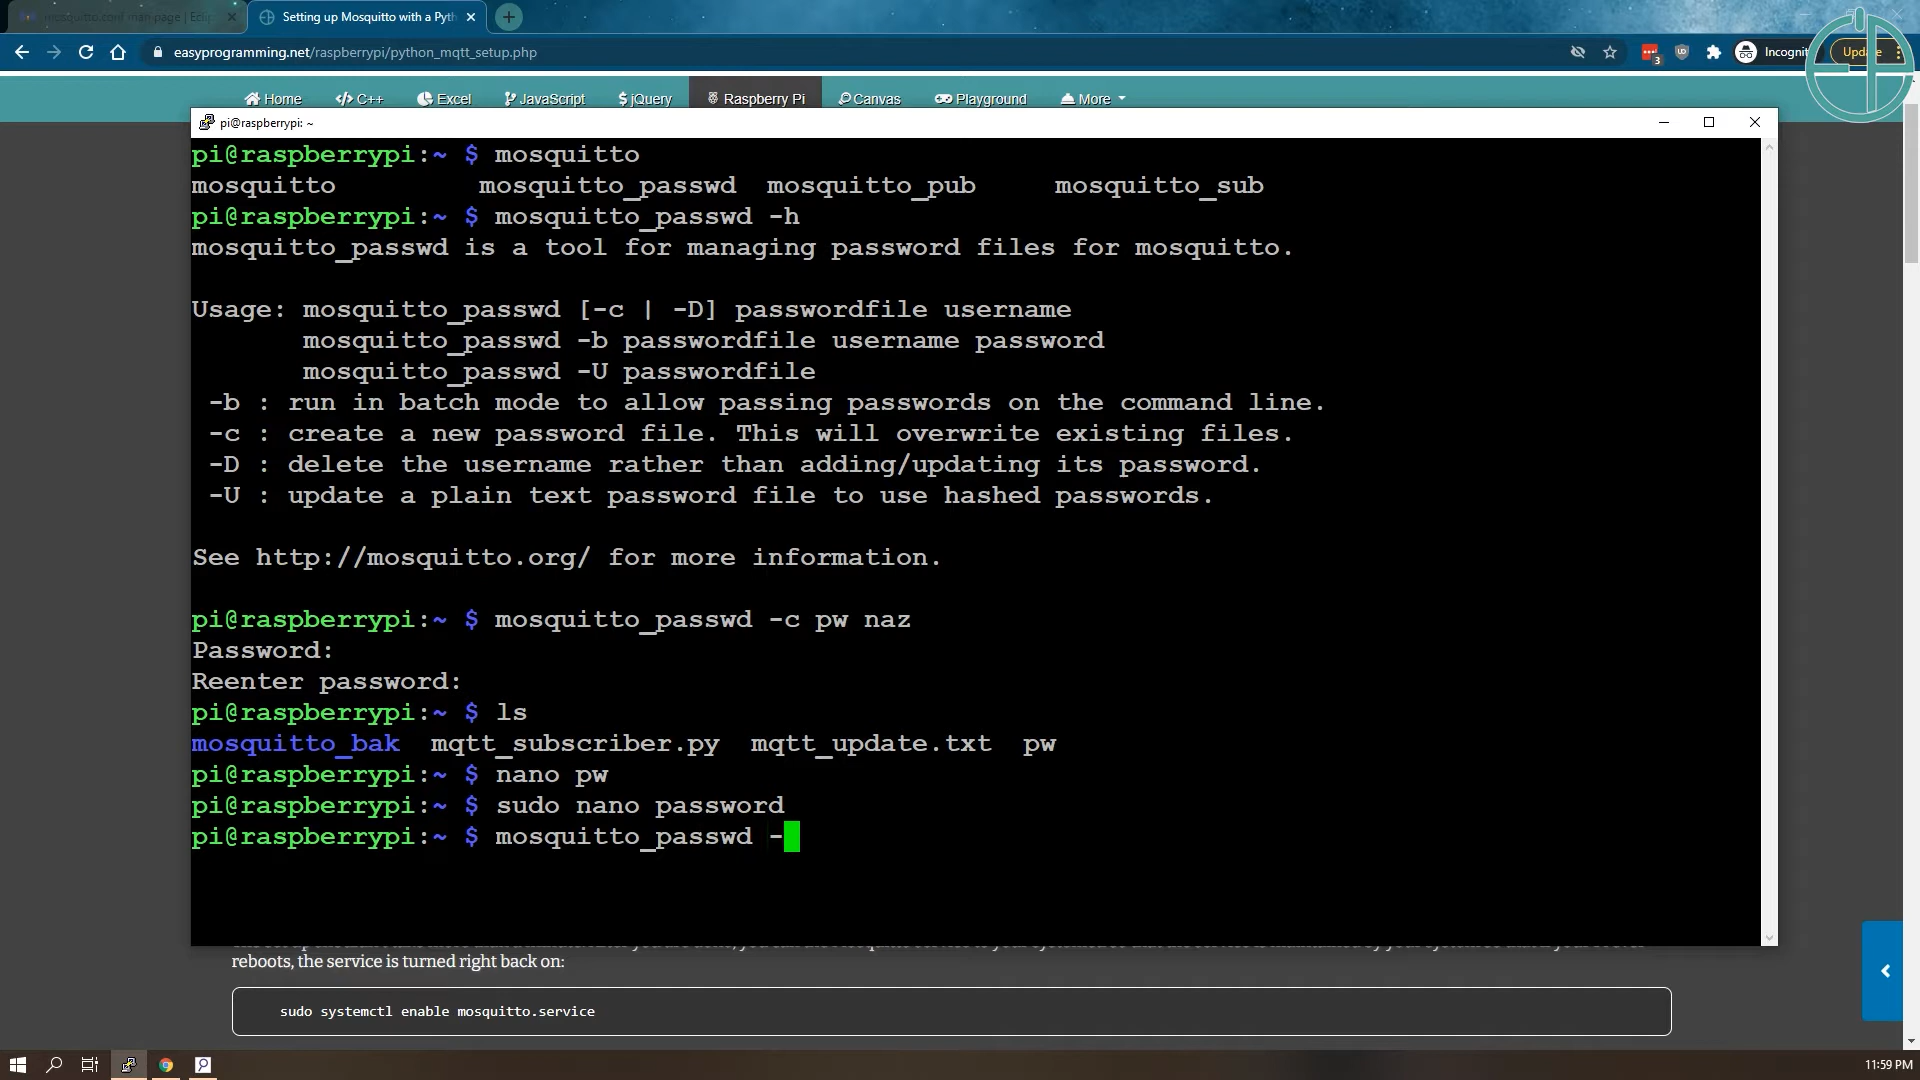 mosquitto.conf man page | Eclip
Setting up Mosquitto with a Pyth
easyprogramming.net/raspberrypi/python_mqtt_setup.php
3
Incognit
Update
Home
</> C++
Excel
JavaScript
$ jQuery
Raspberry Pi
Canvas
Playground
More
pi@raspberrypi: ~
pi@raspberrypi:~ $ mosquitto
mosquitto mosquitto_passwd mosquitto_pub mosquitto_sub
pi@raspberrypi:~ $ mosquitto_passwd -h
mosquitto_passwd is a tool for managing password files for mosquitto.
Usage: mosquitto_passwd [-c | -D] passwordfile username
mosquitto_passwd -b passwordfile username password
mosquitto_passwd -U passwordfile
-b : run in batch mode to allow passing passwords on the command line.
-c : create a new password file. This will overwrite existing files.
-D : delete the username rather than adding/updating its password.
-U : update a plain text password file to use hashed passwords.
See http://mosquitto.org/ for more information.
pi@raspberrypi:~ $ mosquitto_passwd -c pw naz
Password:
Reenter password:
pi@raspberrypi:~ $ ls
mosquitto_bak mqtt_subscriber.py mqtt_update.txt pw
pi@raspberrypi:~ $ nano pw
pi@raspberrypi:~ $ sudo nano password
pi@raspberrypi:~ $ mosquitto_passwd -
reboots, the service is turned right back on:
sudo systemctl enable mosquitto.service
11:59 PM